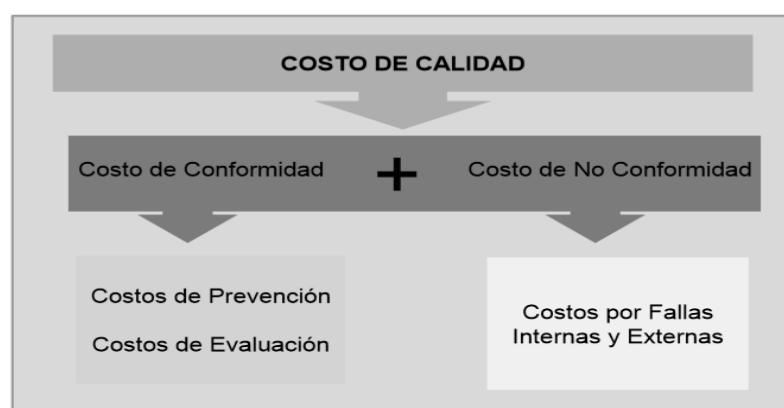 COSTO DE CALIDAD
Costo de Conformidad + Costo de No Conformidad
Costos de Prevención
Costos de Evaluación
Costos por Fallas
Internas y Externas